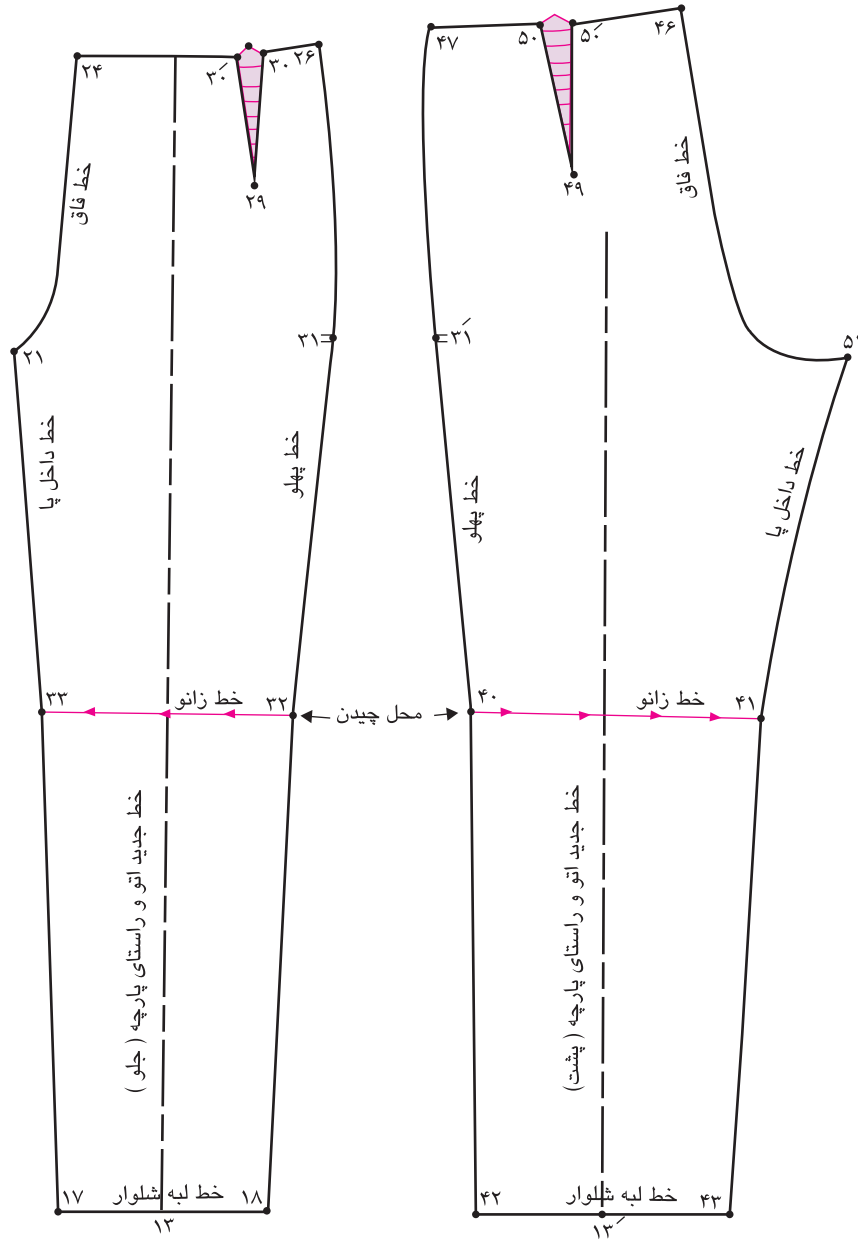 ۲۴
۳۰́
۳۰
۲۶
۲۹
خط فاق
۲۱
۳۱
خط داخل پا
خط پهلو
۳۳
خط زانو
۳۲
خط جدید اتو و راستای پارچه (جلو)
۱۷
خط لبه شلوار
۱۸
۱۳
محل چیدن
۴۷
۵۰
۵۰́
۴۶
۴۹
خط فاق
۳۱́
خط پهلو
خط داخل پا
۴۰
خط زانو
۴۱
خط جدید اتو و راستای پارچه (پشت)
۴۲
خط لبه شلوار
۴۳
۱۳́